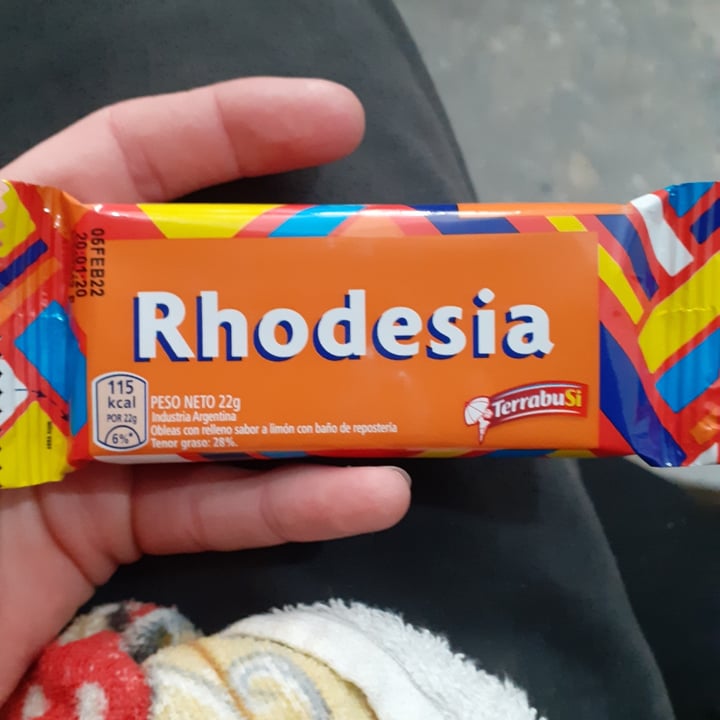 05FEB22
20:01:20
Rhodesia
115
kcal
POR 22g
6%*
PESO NETO 22g
Industria Argentina
Obleas con relleno sabor a limón con baño de repostería
Tenor graso: 28%.
TerrabuSi